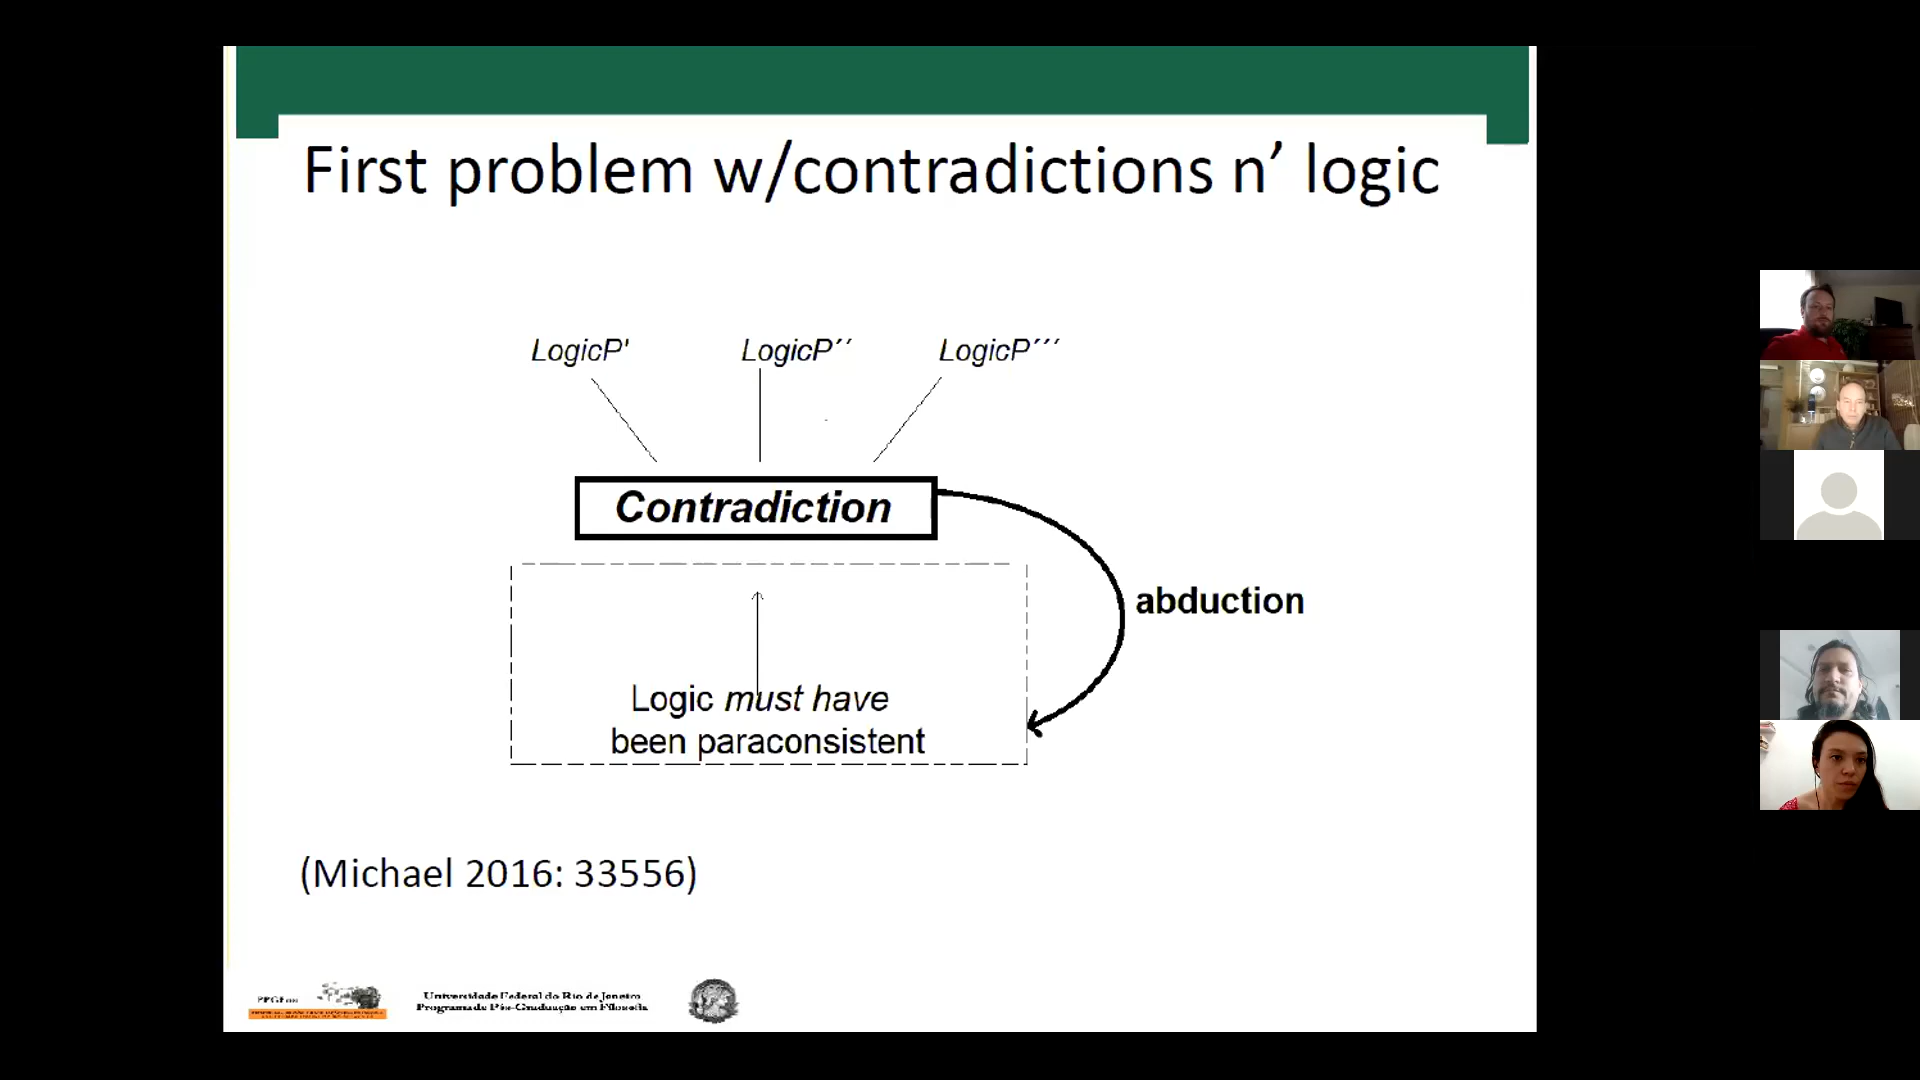 First problem w/contradictions n’ logic
LogicP' LogicP´´ LogicP´´´
Contradiction
abduction
Logic must have
been paraconsistent
(Michael 2016: 33556)
Universidade Federal do Rio de Janeiro
Programa de Pós-Graduação em Filosofia